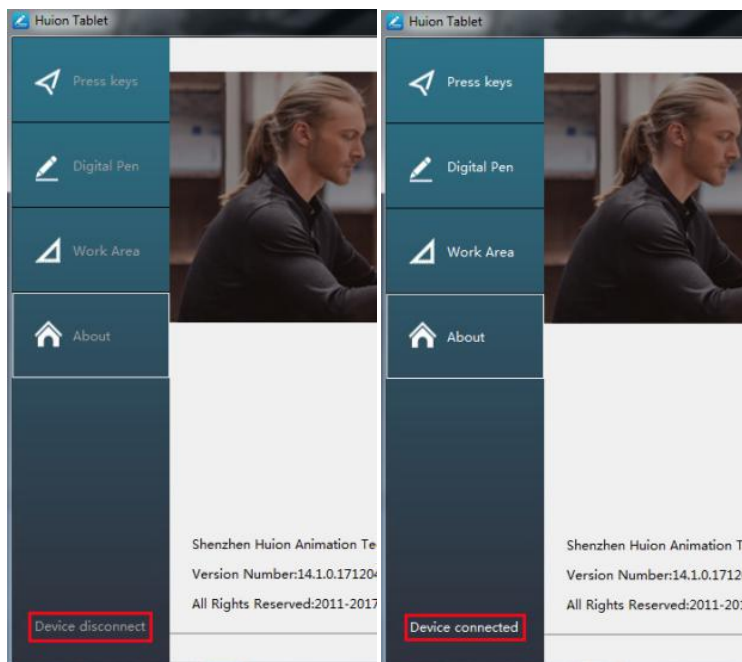 Huion Tablet
Press keys
Digital Pen
Work Area
About
Shenzhen Huion Animation
Version Number:14.1.0.17120
All Rights Reserved:2011-2017
Device disconnect
Huion Tablet
Press keys
Digital Pen
Work Area
About
Shenzhen Huion Animation
Version Number:14.1.0.1712
All Rights Reserved:2011-20
Device connected